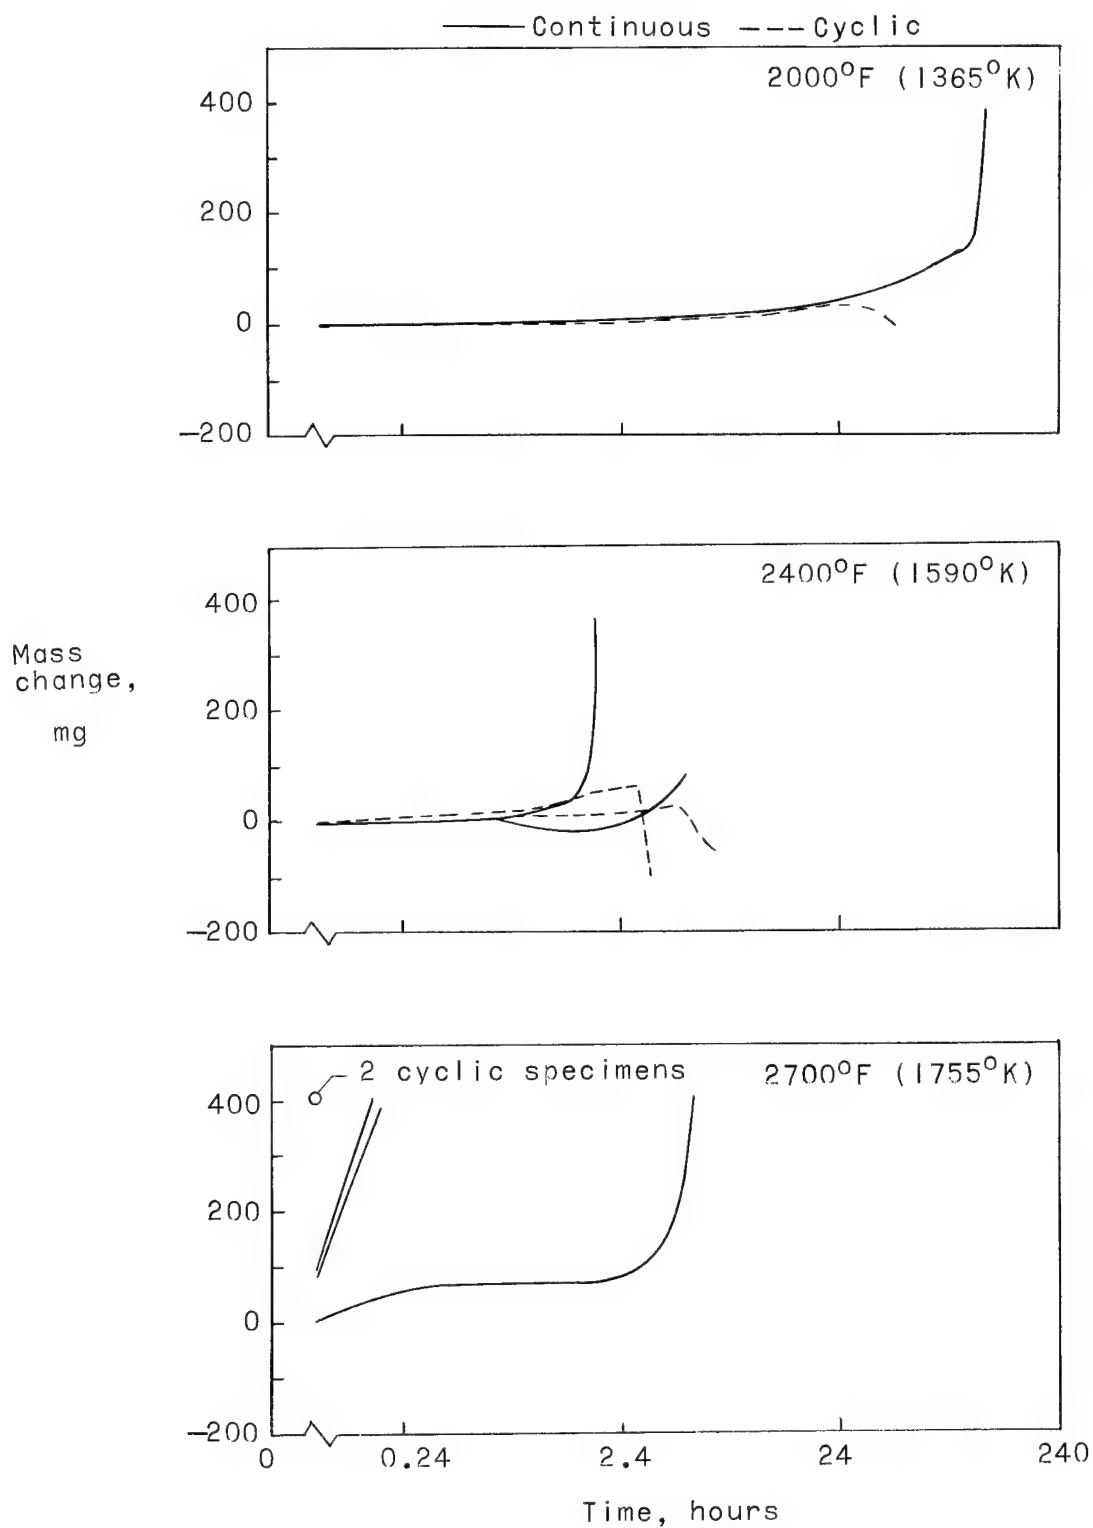 Continuous Cyclic
2000°F (1365°K)
400
200
0
−200
2400°F (1590°K)
400
Mass
change,
mg
200
0
−200
2 cyclic specimens
2700°F (1755°K)
400
200
0
−200
0 0.24 2.4 24 240
Time, hours